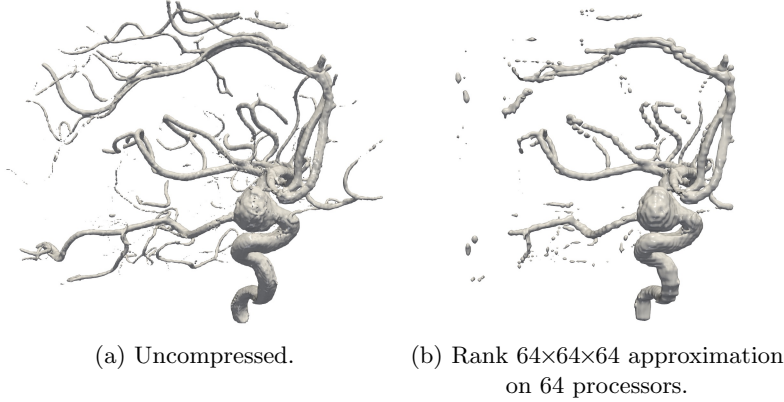 (a) Uncompressed.
(b) Rank 64×64×64 approximation
on 64 processors.